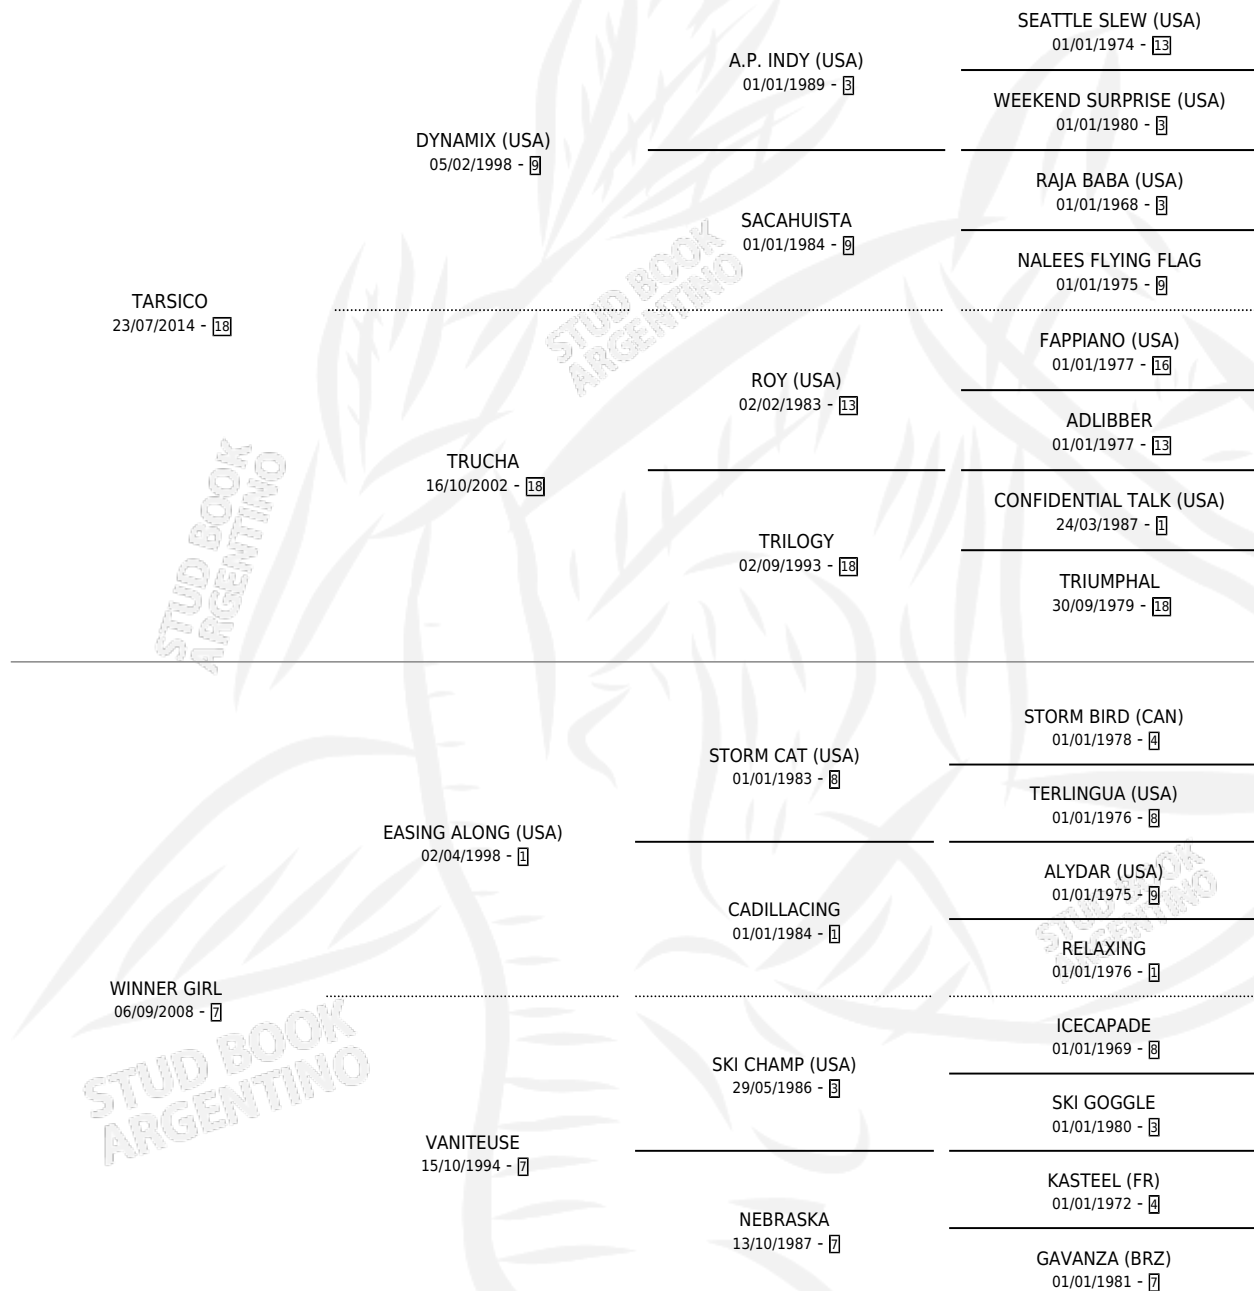 SEATTLE SLEW (USA)
01/01/1974 - 13
A.P. INDY (USA)
01/01/1989 - 3
WEEKEND SURPRISE (USA)
01/01/1980 - 3
DYNAMIX (USA)
05/02/1998 - 9
RAJA BABA (USA)
01/01/1968 - 3
SACAHUISTA
01/01/1984 - 9
NALEES FLYING FLAG
01/01/1975 - 9
TARSICO
23/07/2014 - 18
STUD BOOK
ARGENTINO
FAPPIANO (USA)
01/01/1977 - 16
ROY (USA)
02/02/1983 - 13
ADLIBBER
01/01/1977 - 13
TRUCHA
16/10/2002 - 18
CONFIDENTIAL TALK (USA)
24/03/1987 - 1
TRILOGY
02/09/1993 - 18
TRIUMPHAL
30/09/1979 - 18
STUD BOOK
ARGENTINO
STORM BIRD (CAN)
01/01/1978 - 4
STORM CAT (USA)
01/01/1983 - 8
TERLINGUA (USA)
01/01/1976 - 8
EASING ALONG (USA)
02/04/1998 - 1
ALYDAR (USA)
01/01/1975 - 9
CADILLACING
01/01/1984 - 1
STUD BOOK
ARGENTINO
RELAXING
01/01/1976 - 1
WINNER GIRL
06/09/2008 - 7
STUD BOOK
ARGENTINO
ICECAPADE
01/01/1969 - 8
SKI CHAMP (USA)
29/05/1986 - 3
SKI GOGGLE
01/01/1980 - 3
VANITEUSE
15/10/1994 - 7
KASTEEL (FR)
01/01/1972 - 4
NEBRASKA
13/10/1987 - 7
GAVANZA (BRZ)
01/01/1981 - 7